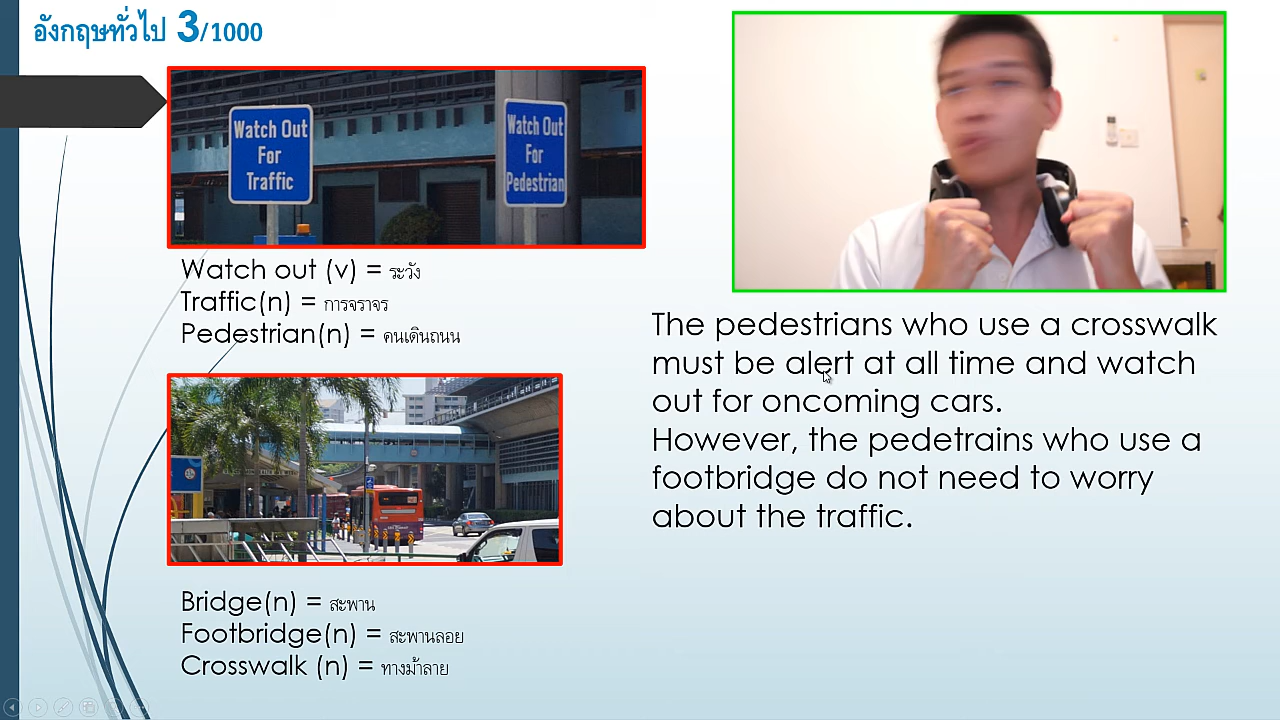 อังกฤษทั่วไป 3/1000
Watch Out
For
Traffic
Watch Out
For
Pedestrian
Watch out (v) = ระวัง
Traffic(n) = การจราจร
Pedestrian(n) = คนเดินถนน
Bridge(n) = สะพาน
Footbridge(n) = สะพานลอย
Crosswalk (n) = ทางม้าลาย
The pedestrians who use a crosswalk
must be alert at all time and watch
out for oncoming cars.
However, the pedetrains who use a
footbridge do not need to worry
about the traffic.